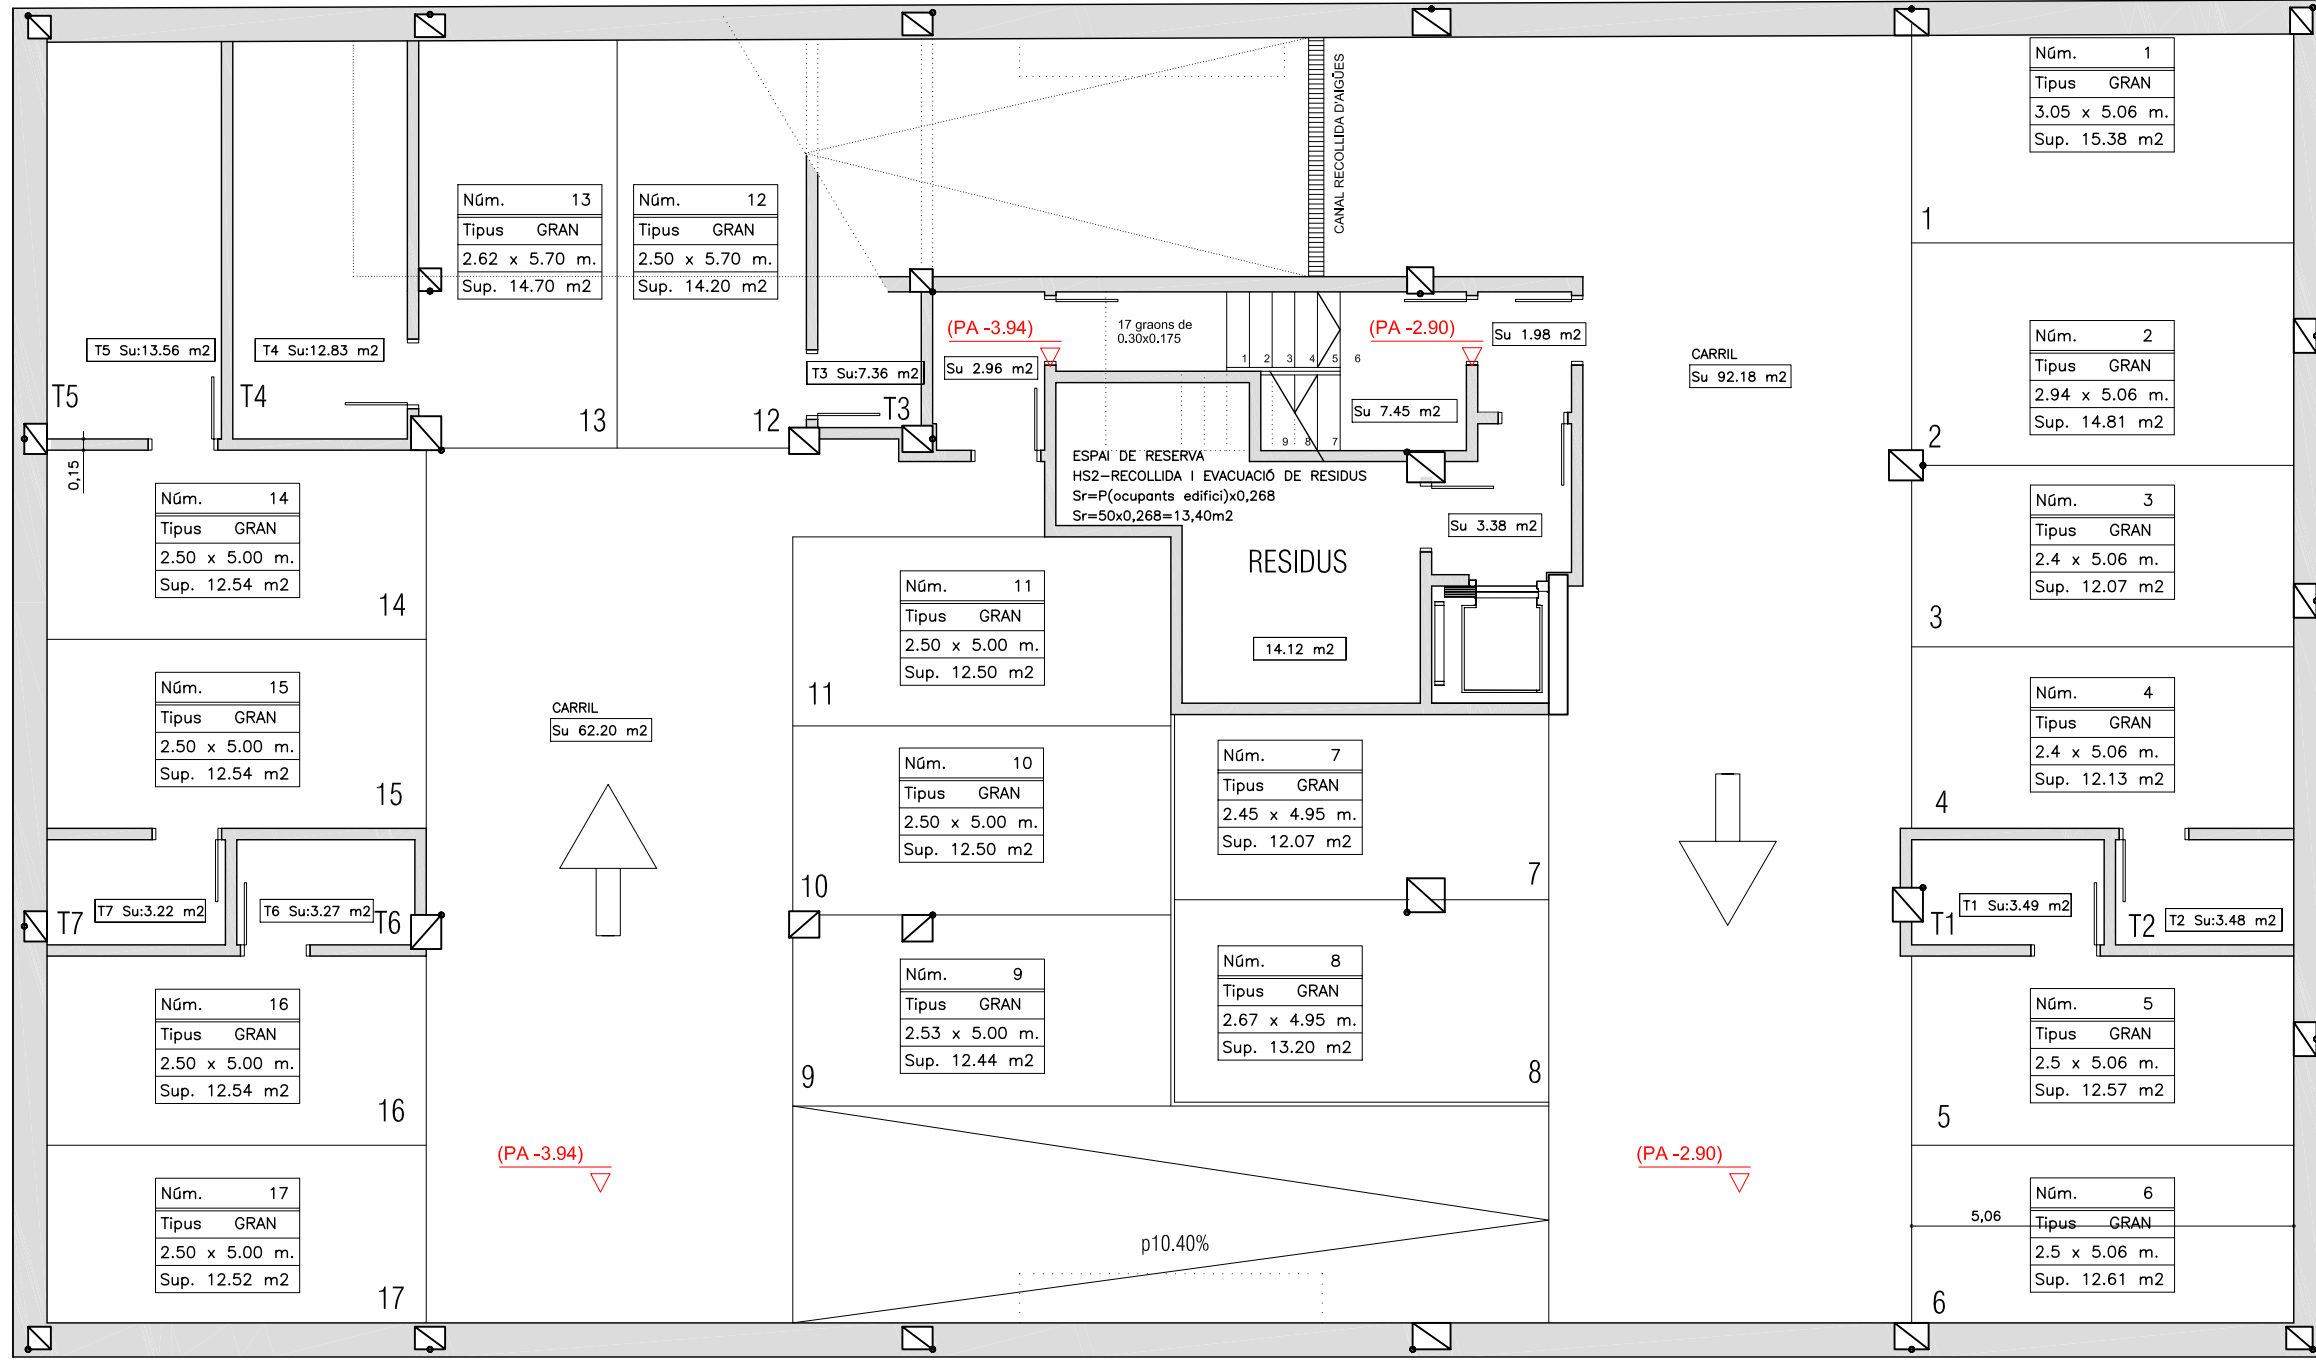 Núm. 1
Tipus GRAN
3.05 x 5.06 m.
Sup. 15.38 m2
1
CANAL RECOLLIDA D'AIGÜES
Núm. 13
Tipus GRAN
2.62 x 5.70 m.
Sup. 14.70 m2
13
Núm. 12
Tipus GRAN
2.50 x 5.70 m.
Sup. 14.20 m2
12
T5 Su:13.56 m2
T5
T4 Su:12.83 m2
T4
T3 Su:7.36 m2
T3
(PA -3.94)
Su 2.96 m2
17 graons de
0.30x0.175
1 2 3 4 5 6
9 8 7
(PA -2.90)
Su 1.98 m2
Su 7.45 m2
CARRIL
Su 92.18 m2
Núm. 2
Tipus GRAN
2.94 x 5.06 m.
Sup. 14.81 m2
2
0,15
ESPAI DE RESERVA
HS2-RECOLLIDA I EVACUACIÓ DE RESIDUS
Sr=P(ocupants edifici)x0,268
Sr=50x0,268=13,40m2
Su 3.38 m2
RESIDUS
14.12 m2
Núm. 3
Tipus GRAN
2.4 x 5.06 m.
Sup. 12.07 m2
3
Núm. 14
Tipus GRAN
2.50 x 5.00 m.
Sup. 12.54 m2
14
Núm. 11
Tipus GRAN
2.50 x 5.00 m.
Sup. 12.50 m2
11
Núm. 4
Tipus GRAN
2.4 x 5.06 m.
Sup. 12.13 m2
4
Núm. 15
Tipus GRAN
2.50 x 5.00 m.
Sup. 12.54 m2
15
CARRIL
Su 62.20 m2
Núm. 10
Tipus GRAN
2.50 x 5.00 m.
Sup. 12.50 m2
10
Núm. 7
Tipus GRAN
2.45 x 4.95 m.
Sup. 12.07 m2
7
T7 Su:3.22 m2
T7
T6 Su:3.27 m2
T6
T1 Su:3.49 m2
T1
T2 Su:3.48 m2
T2
Núm. 16
Tipus GRAN
2.50 x 5.00 m.
Sup. 12.54 m2
16
Núm. 9
Tipus GRAN
2.53 x 5.00 m.
Sup. 12.44 m2
9
Núm. 8
Tipus GRAN
2.67 x 4.95 m.
Sup. 13.20 m2
8
Núm. 5
Tipus GRAN
2.5 x 5.06 m.
Sup. 12.57 m2
5
(PA -3.94)
(PA -2.90)
Núm. 17
Tipus GRAN
2.50 x 5.00 m.
Sup. 12.52 m2
17
p10.40%
5,06
Núm. 6
Tipus GRAN
2.5 x 5.06 m.
Sup. 12.61 m2
6